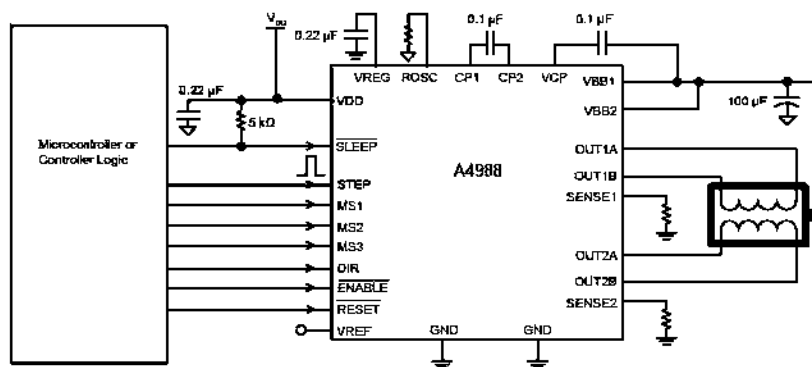 VDD
0.22 µF
0.1 µF
0.1 µF
VREG
ROSC
CP1
CP2
VCP
VBB1
VBB2
0.22 µF
VDD
5 kΩ
100 µF
Microcontroller or
Controller Logic
SLEEP
STEP
MS1
MS2
MS3
DIR
ENABLE
RESET
VREF
A4988
OUT1A
OUT1B
SENSE1
OUT2A
OUT2B
SENSE2
GND
GND